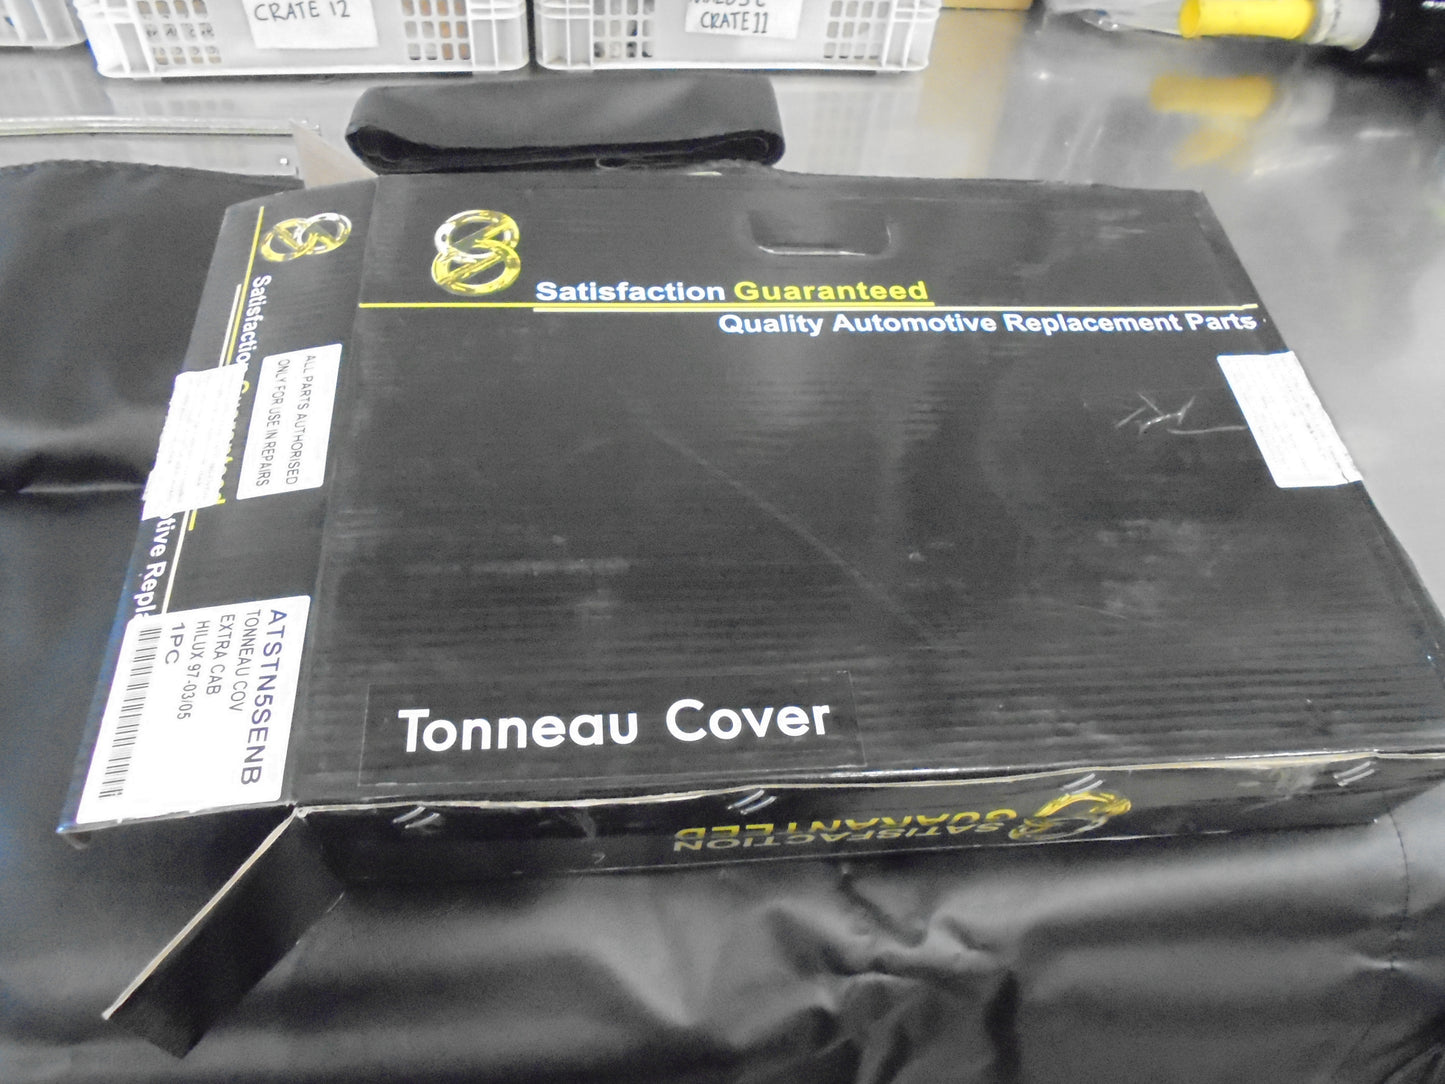 CRATE 12
CRATE 11
Satisfaction Guaranteed
Quality Automotive Replacement Parts
Tonneau Cover
SATISFACTION
GUARANTEED
Satisfaction
ALL PARTS AUTHORISED
ONLY FOR USE IN REPAIRS
ATSTN5SENB
TONNEAU COV
EXTRA CAB
HILUX 97-03/05
1PC